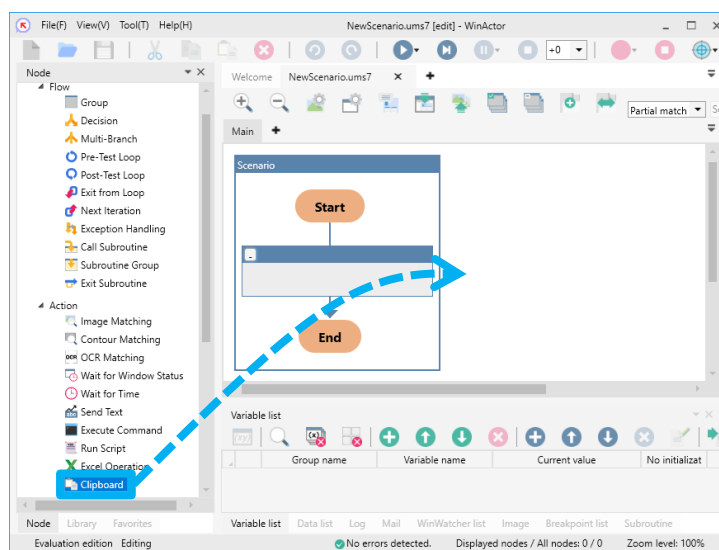 File(F) View(V) Tool(T) Help(H) NewScenario.ums7 [edit] - WinActor
+0
Node
Flow
Group
Decision
Multi-Branch
Pre-Test Loop
Post-Test Loop
Exit from Loop
Next Iteration
Exception Handling
Call Subroutine
Subroutine Group
Exit Subroutine
Action
Image Matching
Contour Matching
OCR Matching
Wait for Window Status
Wait for Time
Send Text
Execute Command
Run Script
Excel Operation
Clipboard
Node Library Favorites
Welcome NewScenario.ums7
Partial match
Main
Scenario
Start
End
Variable list
Group name Variable name Current value No initializat
Variable list Data list Log Mail WinWatcher list Image Breakpoint list Subroutine
Evaluation edition Editing No errors detected. Displayed nodes / All nodes: 0 / 0 Zoom level: 100%